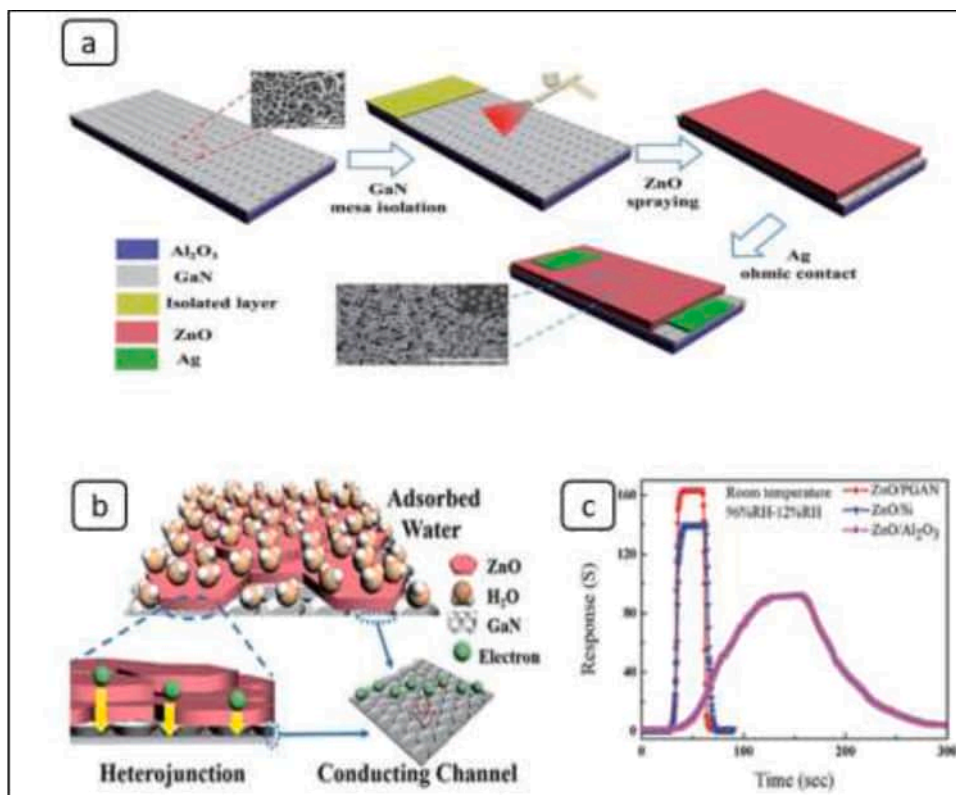 a
GaN
mesa isolation
ZnO
spraying
Ag
ohmic contact
Al₂O₃
GaN
Isolated layer
ZnO
Ag
b
Adsorbed
Water
ZnO
H₂O
GaN
Electron
Heterojunction
Conducting Channel
c
Room temperature
96%RH-12%RH
ZnO/PGAN
ZnO/Si
ZnO/Al₂O₃
Response (S)
160
120
80
40
0
0
100
200
300
Time (sec)